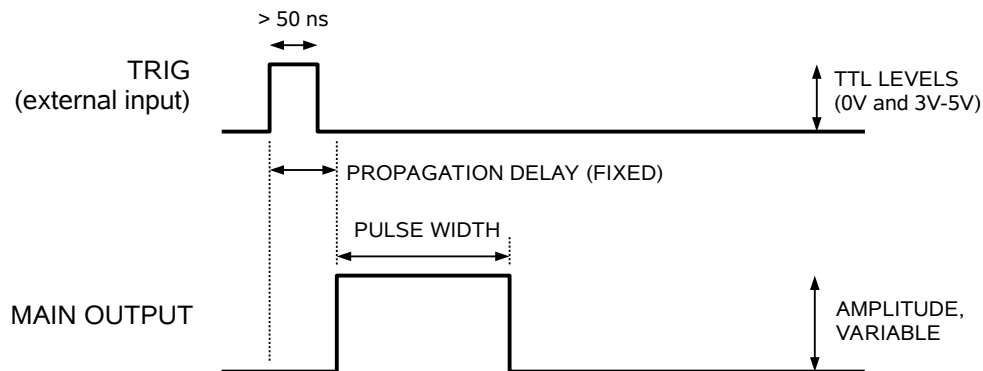 > 50 ns
TRIG
(external input)
TTL LEVELS
(0V and 3V-5V)
PROPAGATION DELAY (FIXED)
PULSE WIDTH
MAIN OUTPUT
AMPLITUDE,
VARIABLE